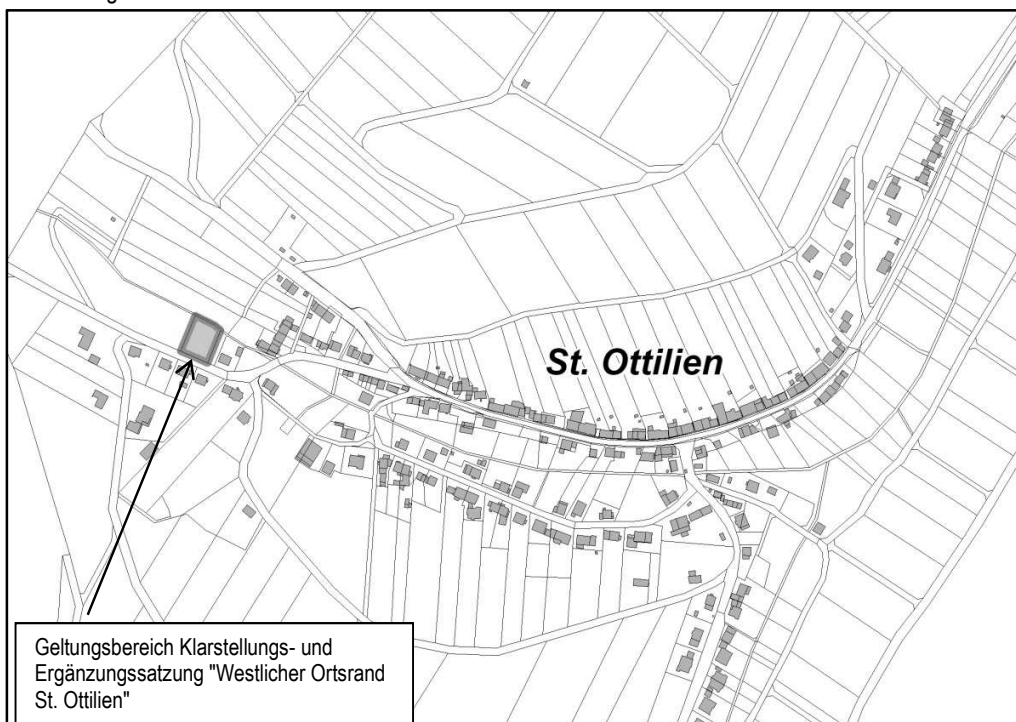 St. Ottilien
Geltungsbereich Klarstellungs- und
Ergänzungssatzung "Westlicher Ortsrand
St. Ottilien"